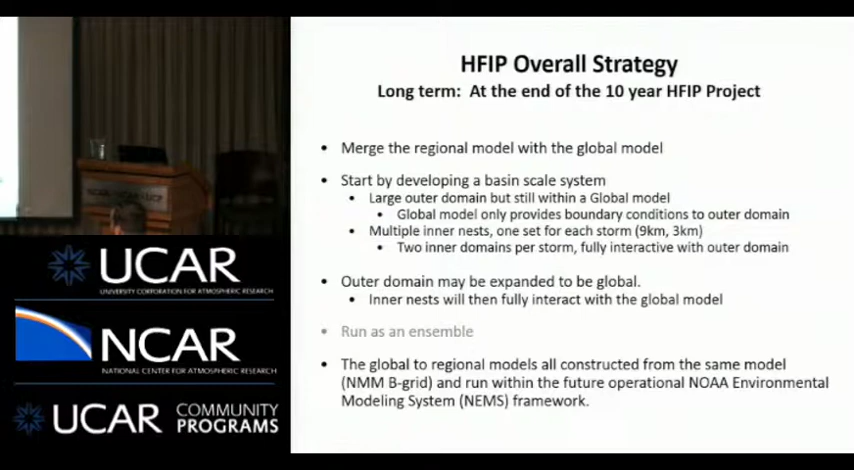 HFIP Overall Strategy
Long term: At the end of the 10 year HFIP Project
• Merge the regional model with the global model
• Start by developing a basin scale system
• Large outer domain but still within a Global model
• Global model only provides boundary conditions to outer domain
• Multiple inner nests, one set for each storm (9km, 3km)
• Two inner domains per storm, fully interactive with outer domain
• Outer domain may be expanded to be global.
• Inner nests will then fully interact with the global model
• Run as an ensemble
• The global to regional models all constructed from the same model
(NMM B-grid) and run within the future operational NOAA Environmental
Modeling System (NEMS) framework.
UCAR
UNIVERSITY CORPORATION FOR ATMOSPHERIC RESEARCH
NCAR
NATIONAL CENTER FOR ATMOSPHERIC RESEARCH
UCAR COMMUNITY
PROGRAMS